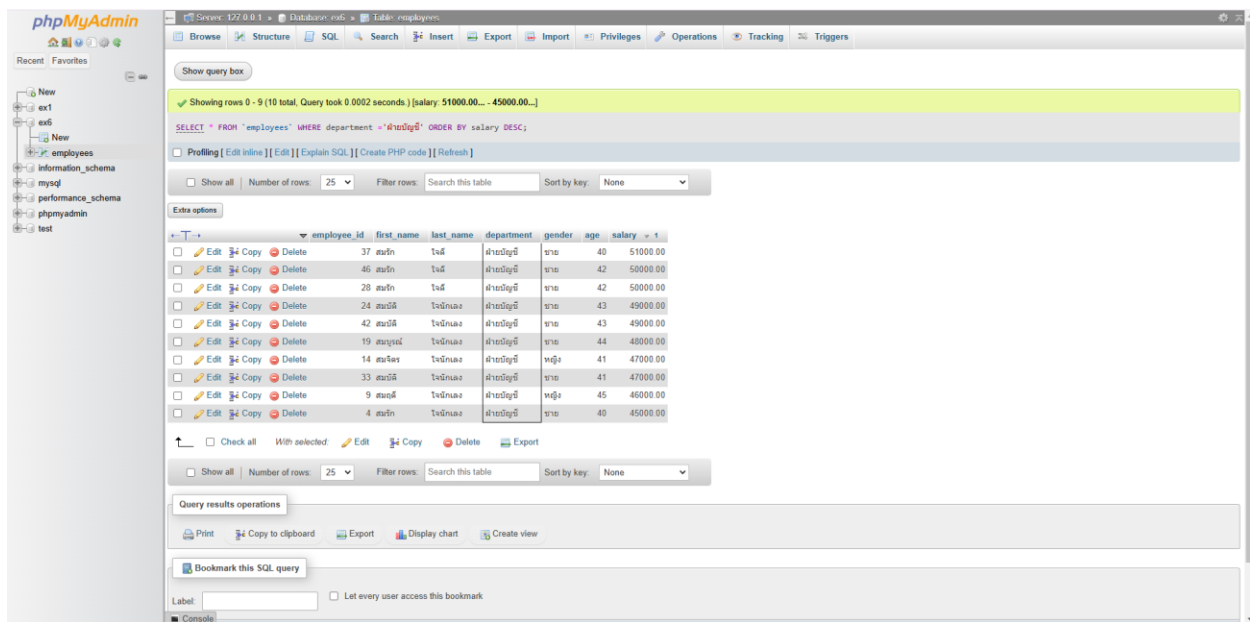 phpMyAdmin
Recent Favorites
New
ex1
ex6
New
employees
information_schema
mysql
performance_schema
phpmyadmin
test
Server: 127.0.0.1 » Database: ex6 » Table: employees
Browse Structure SQL Search Insert Export Import Privileges Operations Tracking Triggers
Show query box
Showing rows 0 - 9 (10 total, Query took 0.0002 seconds.) [salary: 51000.00... - 45000.00...]
SELECT * FROM `employees` WHERE department ='ฝ่ายบัญชี' ORDER BY salary DESC;
Profiling [ Edit inline ] [ Edit ] [ Explain SQL ] [ Create PHP code ] [ Refresh ]
Show all Number of rows: 25 Filter rows: Search this table Sort by key: None
Extra options
employee_id first_name last_name department gender age salary 1
Edit Copy Delete 37 สมรัก ใจดี ฝ่ายบัญชี ชาย 40 51000.00
Edit Copy Delete 46 สมรัก ใจดี ฝ่ายบัญชี ชาย 42 50000.00
Edit Copy Delete 28 สมรัก ใจดี ฝ่ายบัญชี ชาย 42 50000.00
Edit Copy Delete 24 ใจนักเลง ฝ่ายบัญชี ชาย 43 49000.00
Edit Copy Delete 42 ใจนักเลง ฝ่ายบัญชี ชาย 43 49000.00
Edit Copy Delete 19 สมบูรณ์ ใจนักเลง ฝ่ายบัญชี ชาย 44 48000.00
Edit Copy Delete 14 สมจิตร ใจนักเลง ฝ่ายบัญชี หญิง 41 47000.00
Edit Copy Delete 33 ใจนักเลง ฝ่ายบัญชี ชาย 41 47000.00
Edit Copy Delete 9 ใจนักเลง ฝ่ายบัญชี หญิง 45 46000.00
Edit Copy Delete 4 สมรัก ใจนักเลง ฝ่ายบัญชี ชาย 40 45000.00
Check all With selected: Edit Copy Delete Export
Show all Number of rows: 25 Filter rows: Search this table Sort by key: None
Query results operations
Print Copy to clipboard Export Display chart Create view
Bookmark this SQL query
Label: Let every user access this bookmark
Console